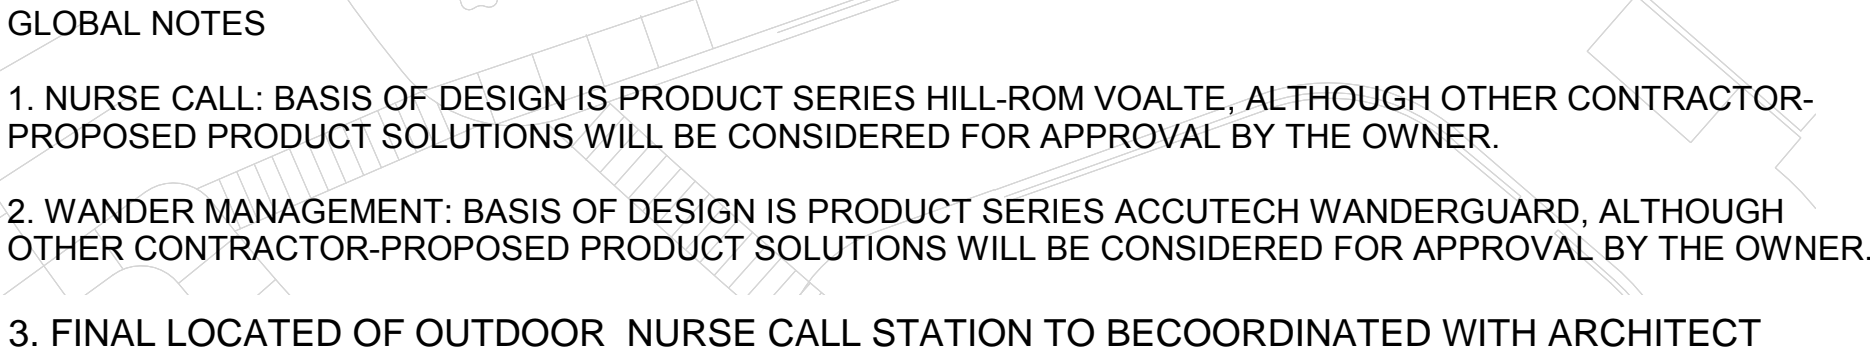 GLOBAL NOTES
1. NURSE CALL: BASIS OF DESIGN IS PRODUCT SERIES HILL-ROM VOALTE, ALTHOUGH OTHER CONTRACTOR-
PROPOSED PRODUCT SOLUTIONS WILL BE CONSIDERED FOR APPROVAL BY THE OWNER.
2. WANDER MANAGEMENT: BASIS OF DESIGN IS PRODUCT SERIES ACCUTECH WANDERGUARD, ALTHOUGH
OTHER CONTRACTOR-PROPOSED PRODUCT SOLUTIONS WILL BE CONSIDERED FOR APPROVAL BY THE OWNER.
3. FINAL LOCATED OF OUTDOOR  NURSE CALL STATION TO BECOORDINATED WITH ARCHITECT